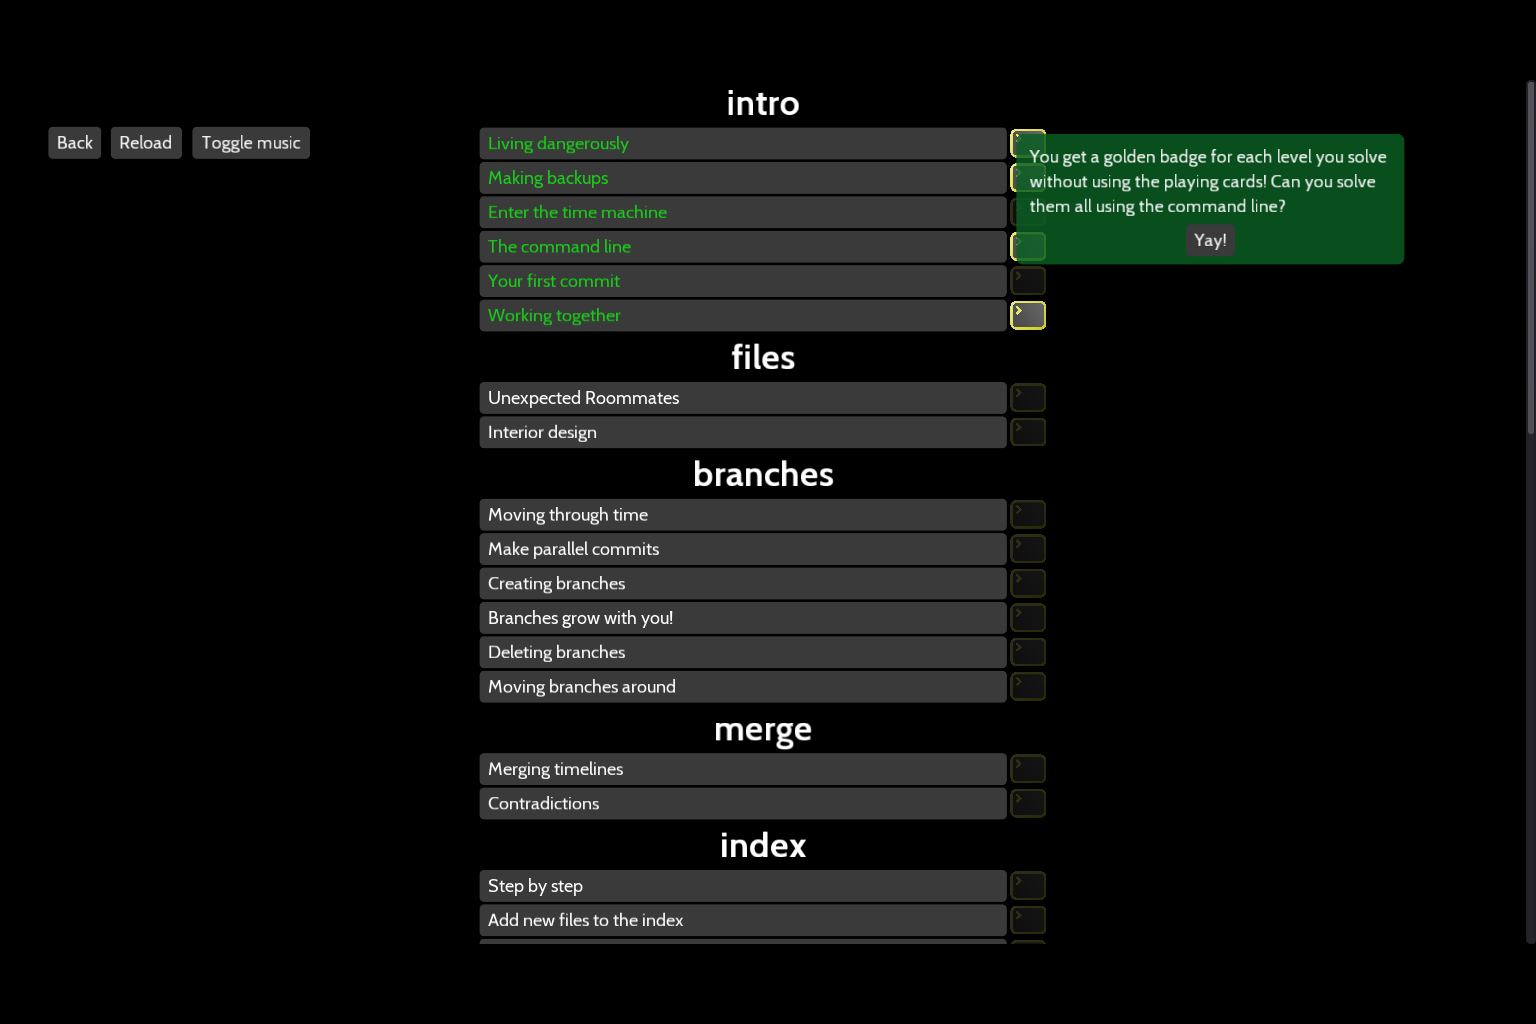 intro
Back
Reload
Toggle music
Living dangerously
Making backups
Enter the time machine
The command line
Your first commit
Working together
You get a golden badge for each level you solve
without using the playing cards! Can you solve
them all using the command line?
Yay!
files
Unexpected Roommates
Interior design
branches
Moving through time
Make parallel commits
Creating branches
Branches grow with you!
Deleting branches
Moving branches around
merge
Merging timelines
Contradictions
index
Step by step
Add new files to the index